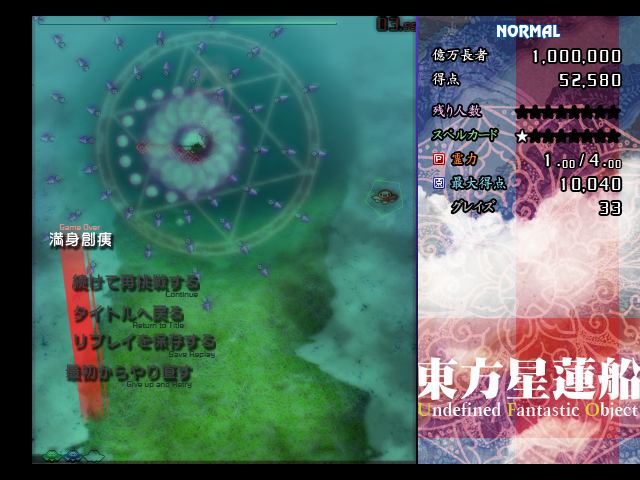 03.
NORMAL
億万長者 1,000,000
得点 52,580
残り人数
スペルカード
P 霊力 1.00/4.00
最大得点 10,040
グレイズ 33
Game Over
満身創痍
続けて再挑戦する
Continue
タイトルへ戻る
Return to Title
リプレイを保存する
Save Replay
最初からやり直す
Give up and Retry
東方星蓮船
Undefined Fantastic Object